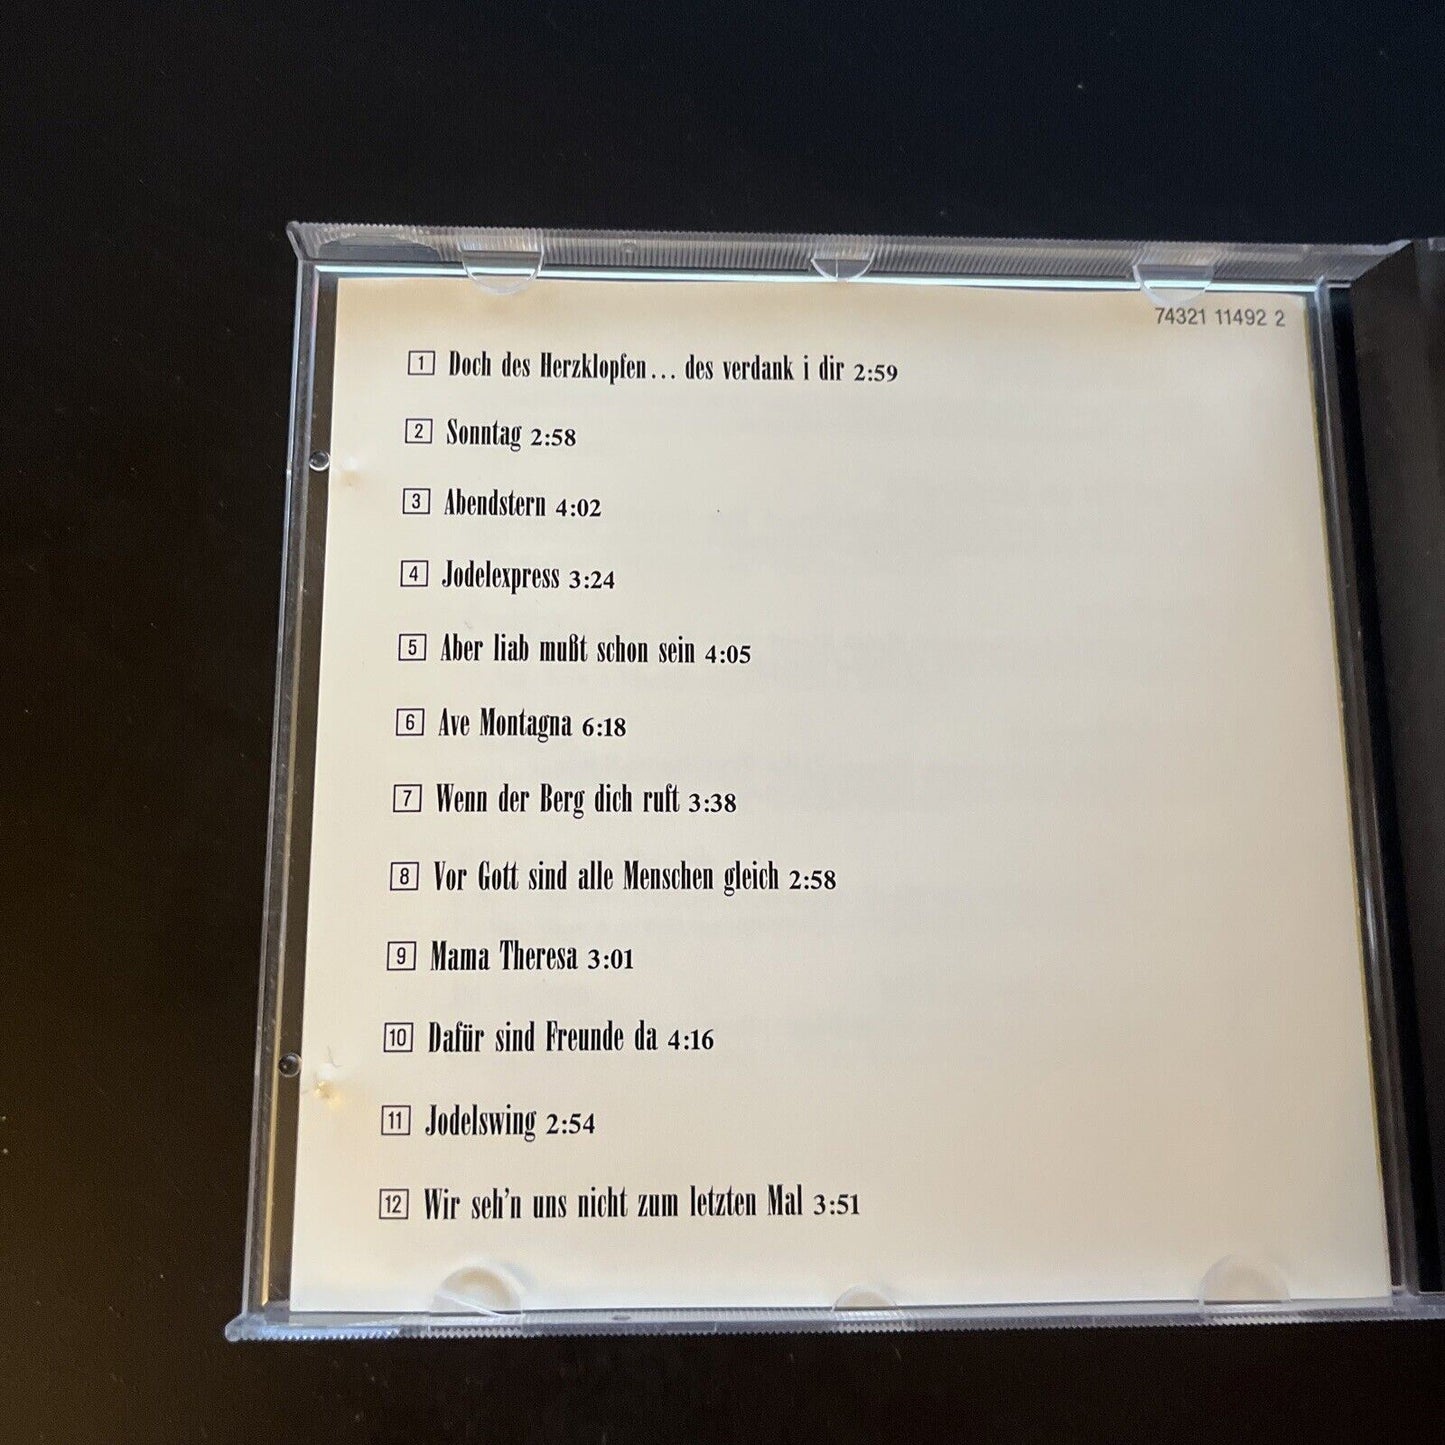 74321 11492 2
1 Doch des Herzklopfen... des verdank i dir 2:59
2 Sonntag 2:58
3 Abendstern 4:02
4 Jodelexpress 3:24
5 Aber liab mußt schon sein 4:05
6 Ave Montagna 6:18
7 Wenn der Berg dich ruft 3:38
8 Vor Gott sind alle Menschen gleich 2:58
9 Mama Theresa 3:01
10 Dafür sind Freunde da 4:16
11 Jodelswing 2:54
12 Wir seh'n uns nicht zum letzten Mal 3:51